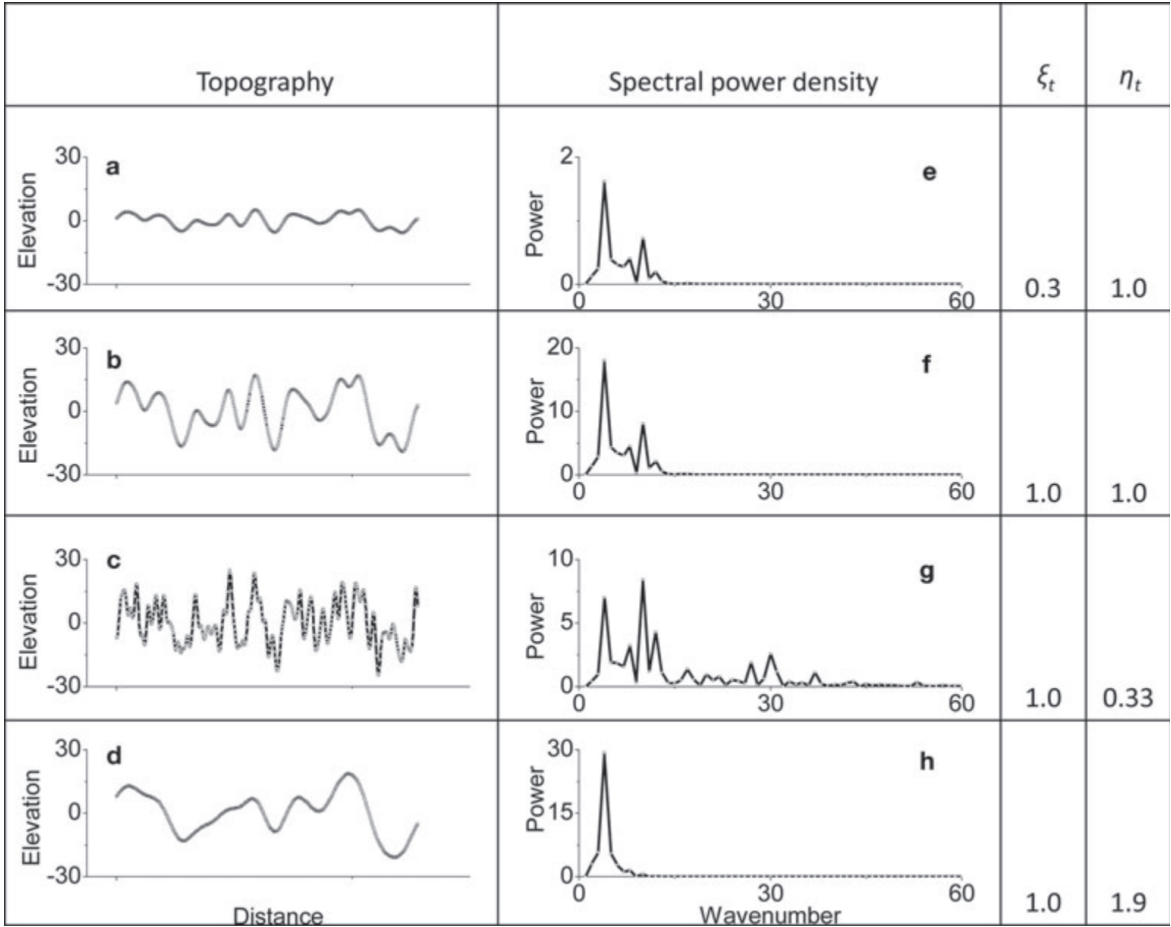 Topography Spectral power density ξt ηt
30 a 2 e
Elevation Power
0 1
-30 0
0 30 60 0.3 1.0
30 b 20 f
Elevation Power
0 10
-30 0
0 30 60 1.0 1.0
30 c 10 g
Elevation Power
0 5
-30 0
0 30 60 1.0 0.33
30 d 30 h
Elevation Power
0 15
-30 0
0 30 60
Distance Wavenumber 1.0 1.9